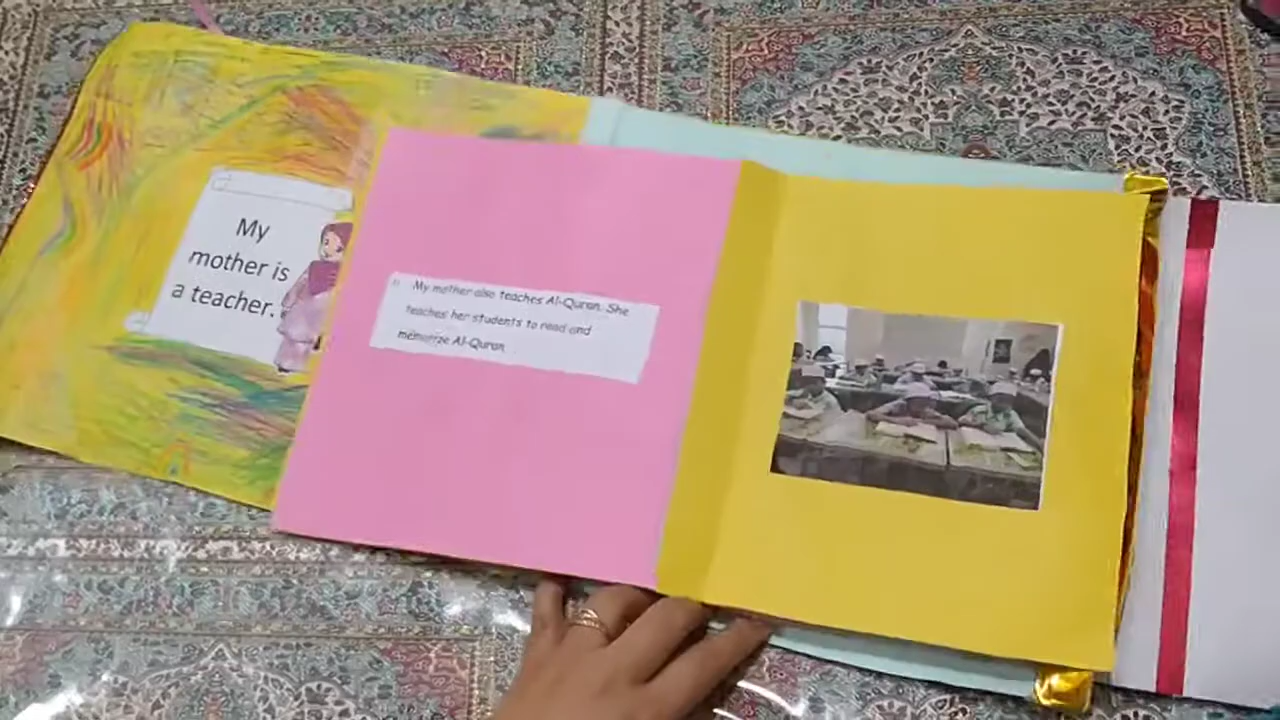 My
mother is
a teacher.
My mother also teaches Al-Quran. She
teaches her students to read and
memorize Al-Quran